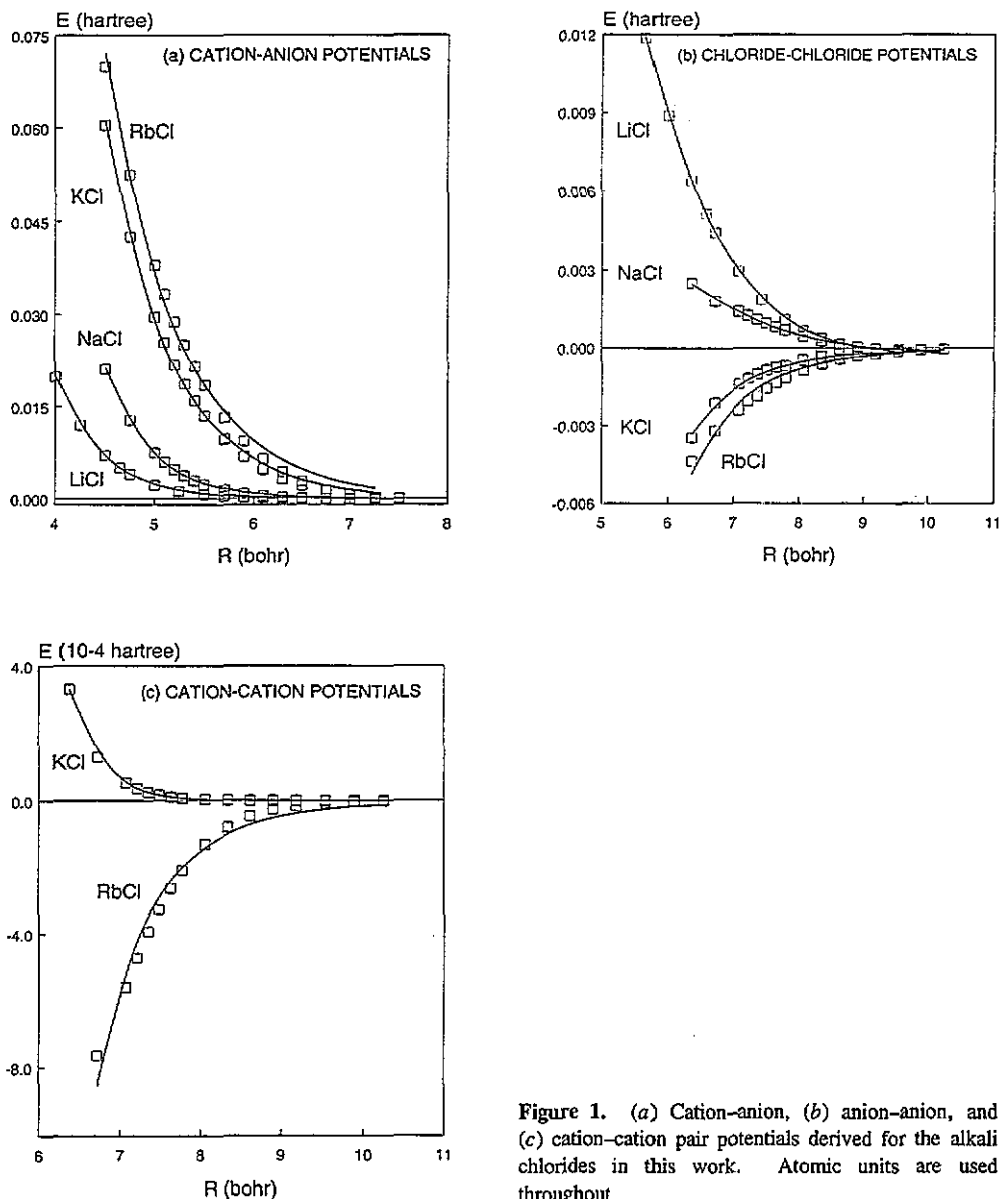 E (hartree)
0.075
(a) CATION-ANION POTENTIALS
RbCl
0.060
KCl
0.045
0.030
NaCl
0.015
LiCl
0.000
4 5 6 7 8
R (bohr)
E (hartree)
0.012
(b) CHLORIDE-CHLORIDE POTENTIALS
LiCl
0.009
0.006
NaCl
0.003
0.000
KCl
-0.003
RbCl
-0.006
5 6 7 8 9 10 11
R (bohr)
E (10-4 hartree)
4.0
(c) CATION-CATION POTENTIALS
KCl
0.0
RbCl
-4.0
-8.0
6 7 8 9 10 11
R (bohr)
Figure 1. (a) Cation–anion, (b) anion–anion, and
(c) cation–cation pair potentials derived for the alkali
chlorides in this work. Atomic units are used
throughout